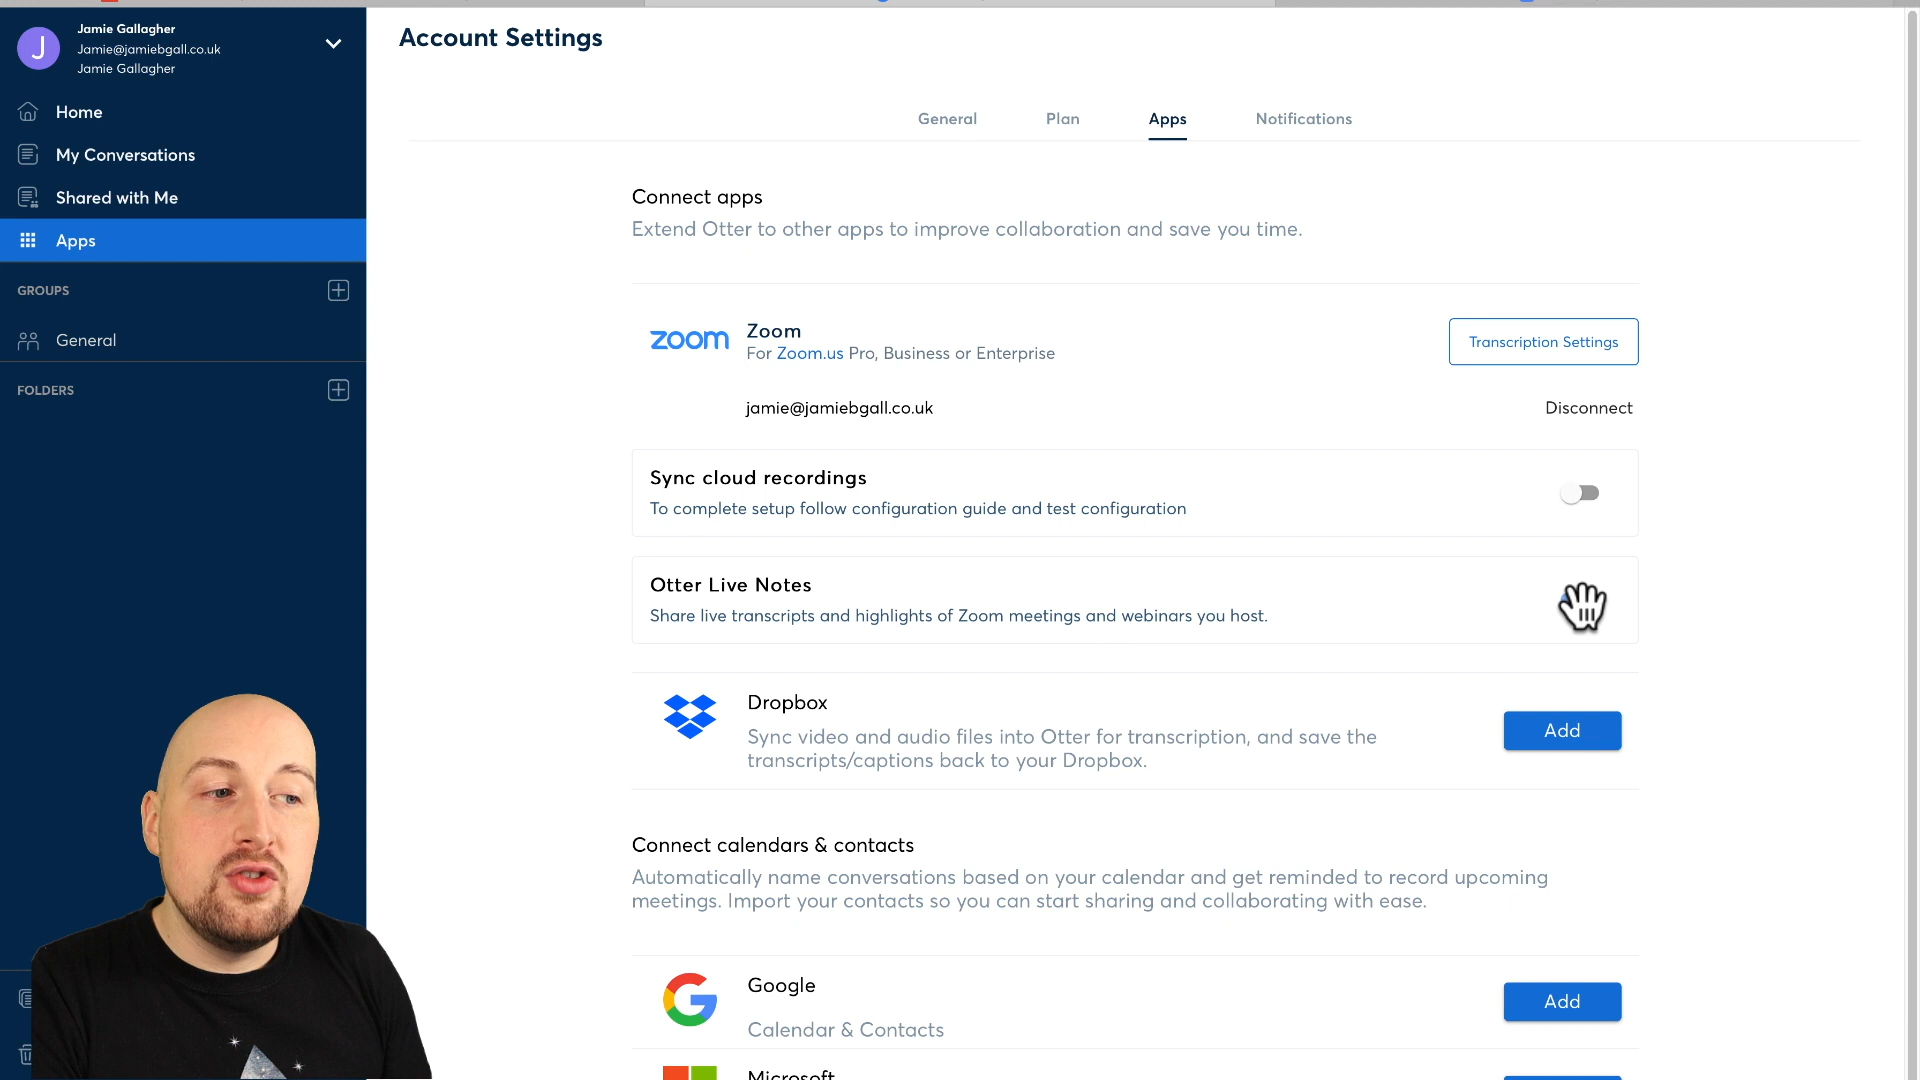 Jamie Gallagher
Jamie@jamiebgall.co.uk
Jamie Gallagher
J
Home
My Conversations
Shared with Me
Apps
GROUPS
General
FOLDERS
Account Settings
General Plan Apps Notifications
Connect apps
Extend Otter to other apps to improve collaboration and save you time.
zoom
Zoom
For Zoom.us Pro, Business or Enterprise
Transcription Settings
jamie@jamiebgall.co.uk
Disconnect
Sync cloud recordings
To complete setup follow configuration guide and test configuration
Otter Live Notes
Share live transcripts and highlights of Zoom meetings and webinars you host.
Dropbox
Sync video and audio files into Otter for transcription, and save the
transcripts/captions back to your Dropbox.
Add
Connect calendars & contacts
Automatically name conversations based on your calendar and get reminded to record upcoming
meetings. Import your contacts so you can start sharing and collaborating with ease.
Google
Calendar & Contacts
Add
Microsoft